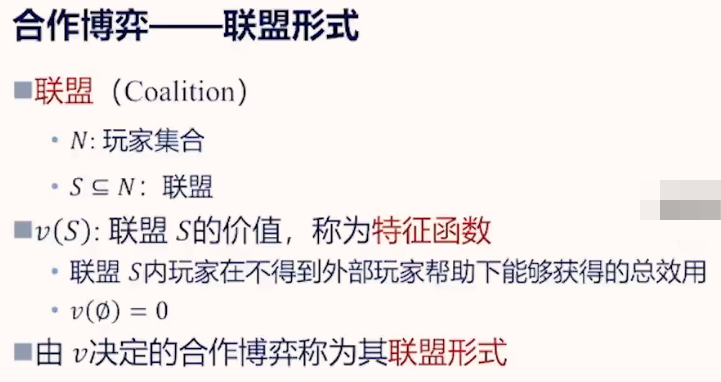 合作博弈——联盟形式
■联盟（Coalition）
• N: 玩家集合
• S ⊆ N：联盟
■v(S): 联盟 S的价值，称为特征函数
• 联盟 S内玩家在不得到外部玩家帮助下能够获得的总效用
• v(∅) = 0
■由 v决定的合作博弈称为其联盟形式